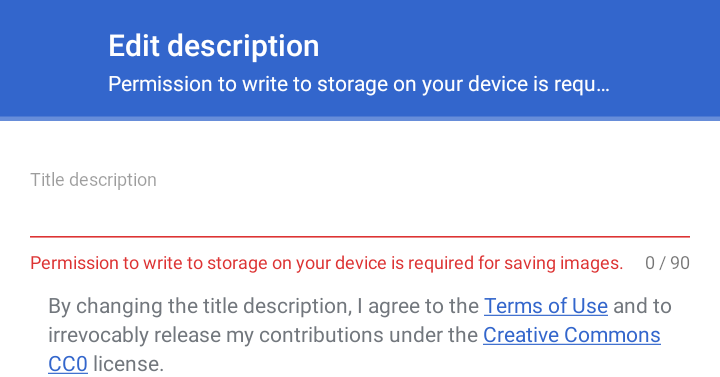 Edit description
Permission to write to storage on your device is requ...
Title description
Permission to write to storage on your device is required for saving images. 0 / 90
By changing the title description, I agree to the Terms of Use and to
irrevocably release my contributions under the Creative Commons
CC0 license.